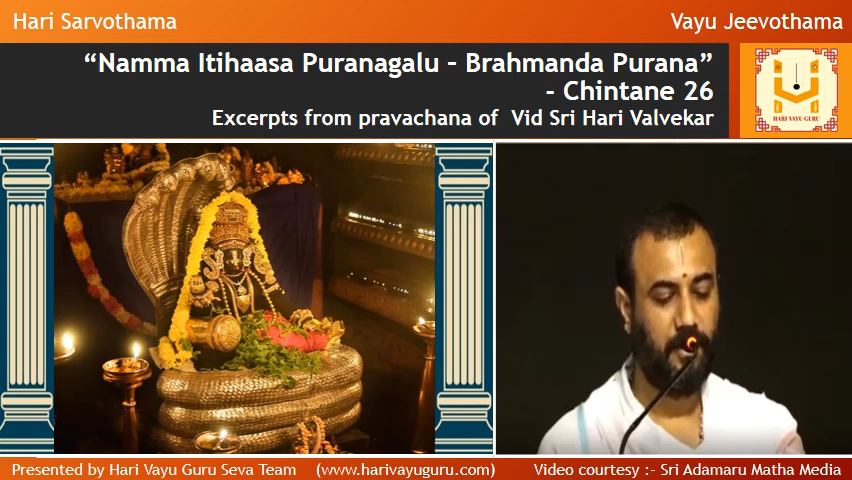 Hari Sarvothama
Vayu Jeevothama
“Namma Itihaasa Puranagalu – Brahmanda Purana”
- Chintane 26
Excerpts from pravachana of Vid Sri Hari Valvekar
HARI VAYU GURU
Presented by Hari Vayu Guru Seva Team (www.harivayuguru.com)
Video courtesy :- Sri Adamaru Matha Media